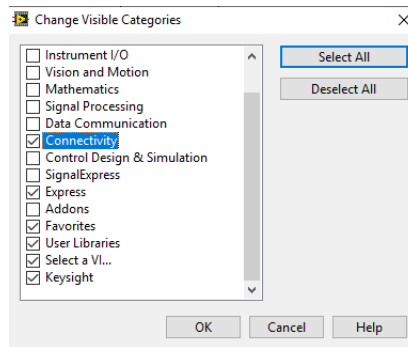 Change Visible Categories
Instrument I/O
Vision and Motion
Mathematics
Signal Processing
Data Communication
Connectivity
Control Design & Simulation
SignalExpress
Express
Addons
Favorites
User Libraries
Select a VI...
Keysight
Select All
Deselect All
OK
Cancel
Help